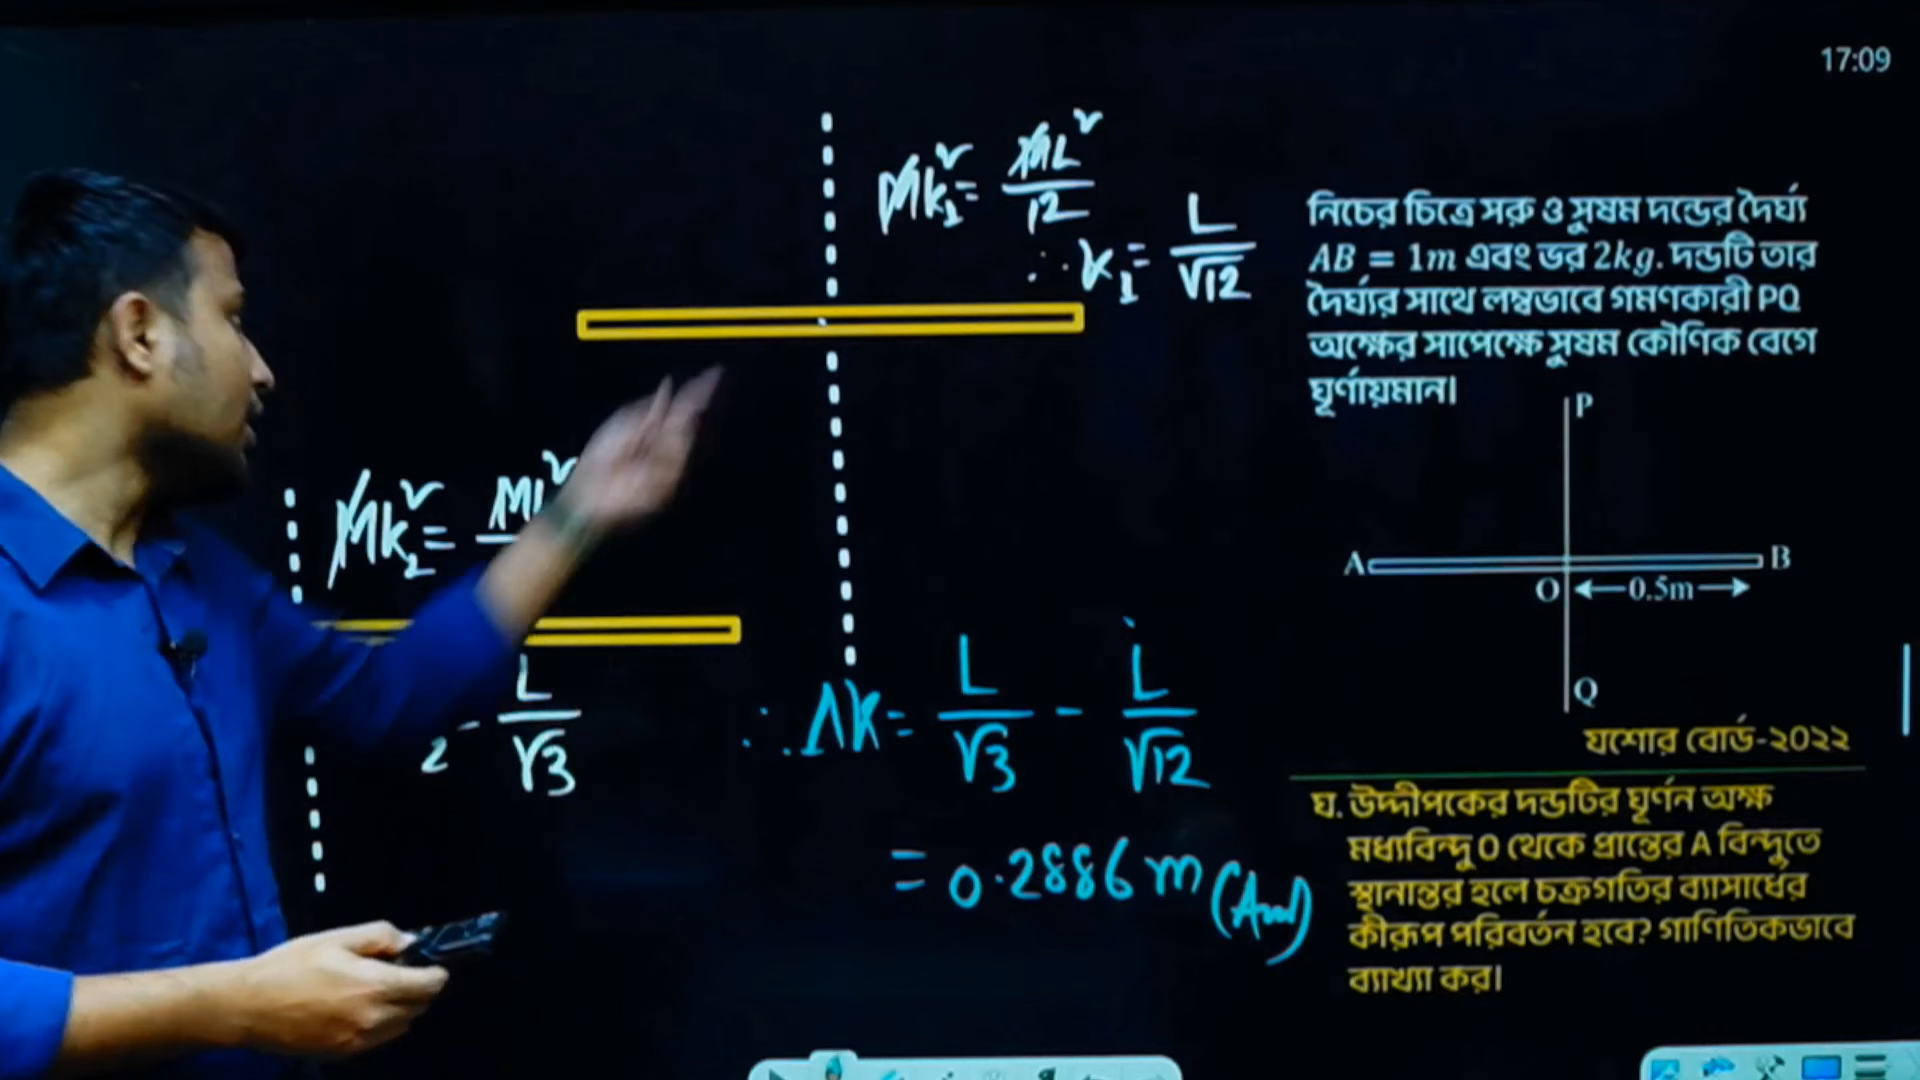 17:09
MK₁² = ML²/12
∴ K₁ = L/√12
নিচের চিত্রে সরু ও সুষম দন্ডের দৈর্ঘ্য
AB = 1m এবং ভর 2kg. দন্ডটি তার
দৈর্ঘ্যর সাথে লম্বভাবে গমণকারী PQ
অক্ষের সাপেক্ষে সুষম কৌণিক বেগে
ঘূর্ণায়মান।
P
MK₂² = ML²
A
B
O
0.5m
Q
2 = L/√3
∴ ΔK = L/√3 - L/√12
= 0.2886 m (Ans)
যশোর বোর্ড-২০২২
ঘ. উদ্দীপকের দন্ডটির ঘূর্ণন অক্ষ
মধ্যবিন্দু O থেকে প্রান্তের A বিন্দুতে
স্থানান্তর হলে চক্রগতির ব্যাসার্ধের
কীরূপ পরিবর্তন হবে? গাণিতিকভাবে
ব্যাখ্যা কর।